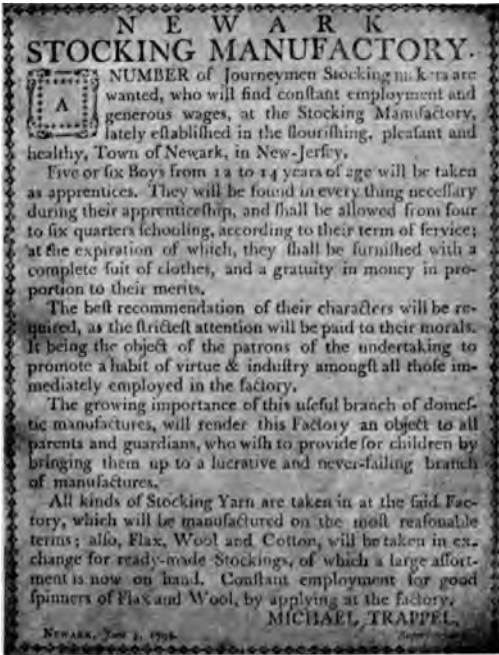 NEWARK
STOCKING MANUFACTORY.
A NUMBER of Journeymen Stocking makers are
wanted, who will find conſtant employment and
generous wages, at the Stocking Manufactory,
lately eſtabliſhed in the flouriſhing, pleaſant and
healthy, Town of Newark, in New-Jerſey.
Five or ſix Boys from 12 to 14 years of age will be taken
as apprentices. They will be found in every thing neceſſary
during their apprenticeſhip, and ſhall be allowed from four
to ſix quarters ſchooling, according to their term of ſervice;
at the expiration of which, they ſhall be furniſhed with a
complete ſuit of clothes, and a gratuity in money in pro-
portion to their merits.
The beſt recommendation of their characters will be re-
quired, as the ſtricteſt attention will be paid to their morals.
It being the object of the patrons of the undertaking to
promote a habit of virtue & induſtry amongſt all thoſe im-
mediately employed in the factory.
The growing importance of this uſeful branch of domeſ-
tic manufactures, will render this Factory an object to all
parents and guardians, who wiſh to provide for children by
bringing them up to a lucrative and never-failing branch
of manufactures.
All kinds of Stocking Yarn are taken in at the ſaid Fac-
tory, which will be manufactured on the moſt reaſonable
terms; alſo, Flax, Wool and Cotton, will be taken in ex-
change for ready-made Stockings, of which a large aſſort-
ment is now on hand. Conſtant employment for good
ſpinners of Flax and Wool, by applying at the factory.
MICHAEL TRAPPEL,
NEWARK, June